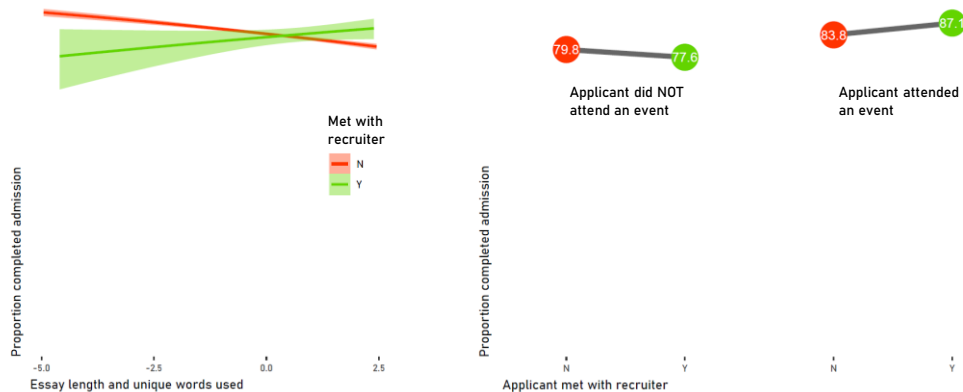 Proportion completed admission
Met with
recruiter
N
Y
-5.0
-2.5
0.0
2.5
Essay length and unique words used
Proportion completed admission
79.8
77.6
Applicant did NOT
attend an event
83.8
87.1
Applicant attended
an event
N
Y
N
Y
Applicant met with recruiter